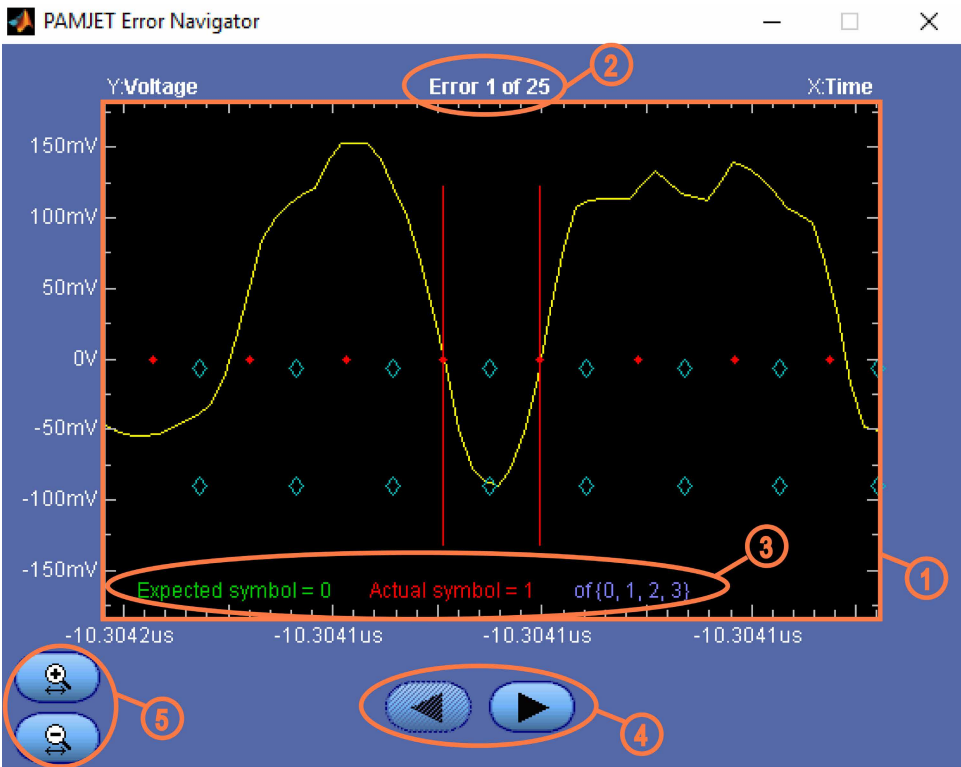 PAMJET Error Navigator
Y:Voltage Error 1 of 25 2 X:Time
150mV
100mV
50mV
0V
-50mV
-100mV
3
-150mV
Expected symbol = 0 Actual symbol = 1 of{0, 1, 2, 3}
1
-10.3042us -10.3041us -10.3041us -10.3041us
5
4